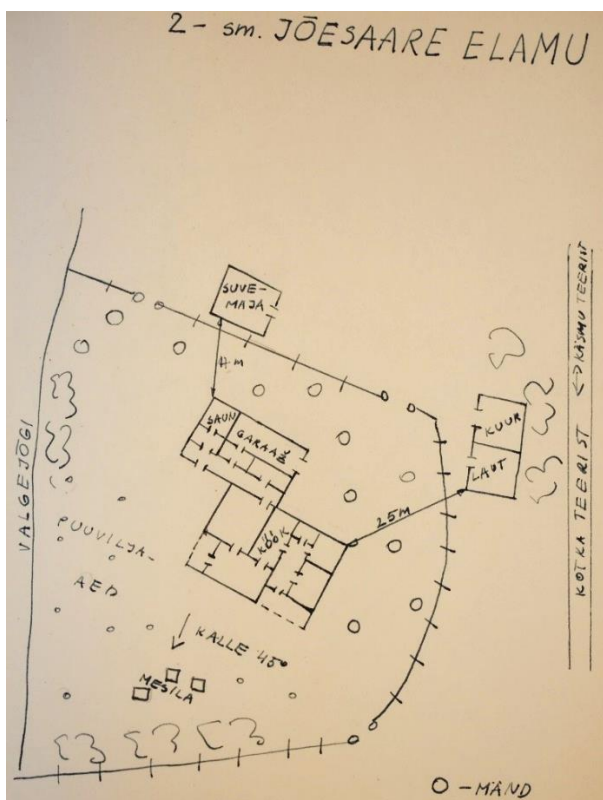 2-sm. JÕESAARE ELAMU
SUVE-
MAJA
4 m
SAUN
GARAAŽ
KÖÖK
KUUR
LAUT
25 M
VALGEJÕGI
PUUVILJA-
AED
KALLE 45°
MESILA
KOTKA TEERIST <-> KÄSMU TEERIST
O - MÄND